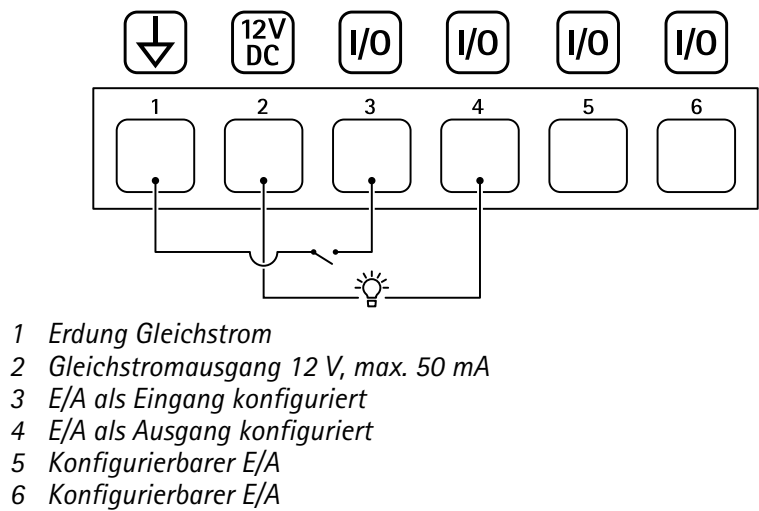 12V
DC
I/O
I/O
I/O
I/O
1
2
3
4
5
6
1 Erdung Gleichstrom
2 Gleichstromausgang 12 V, max. 50 mA
3 E/A als Eingang konfiguriert
4 E/A als Ausgang konfiguriert
5 Konfigurierbarer E/A
6 Konfigurierbarer E/A